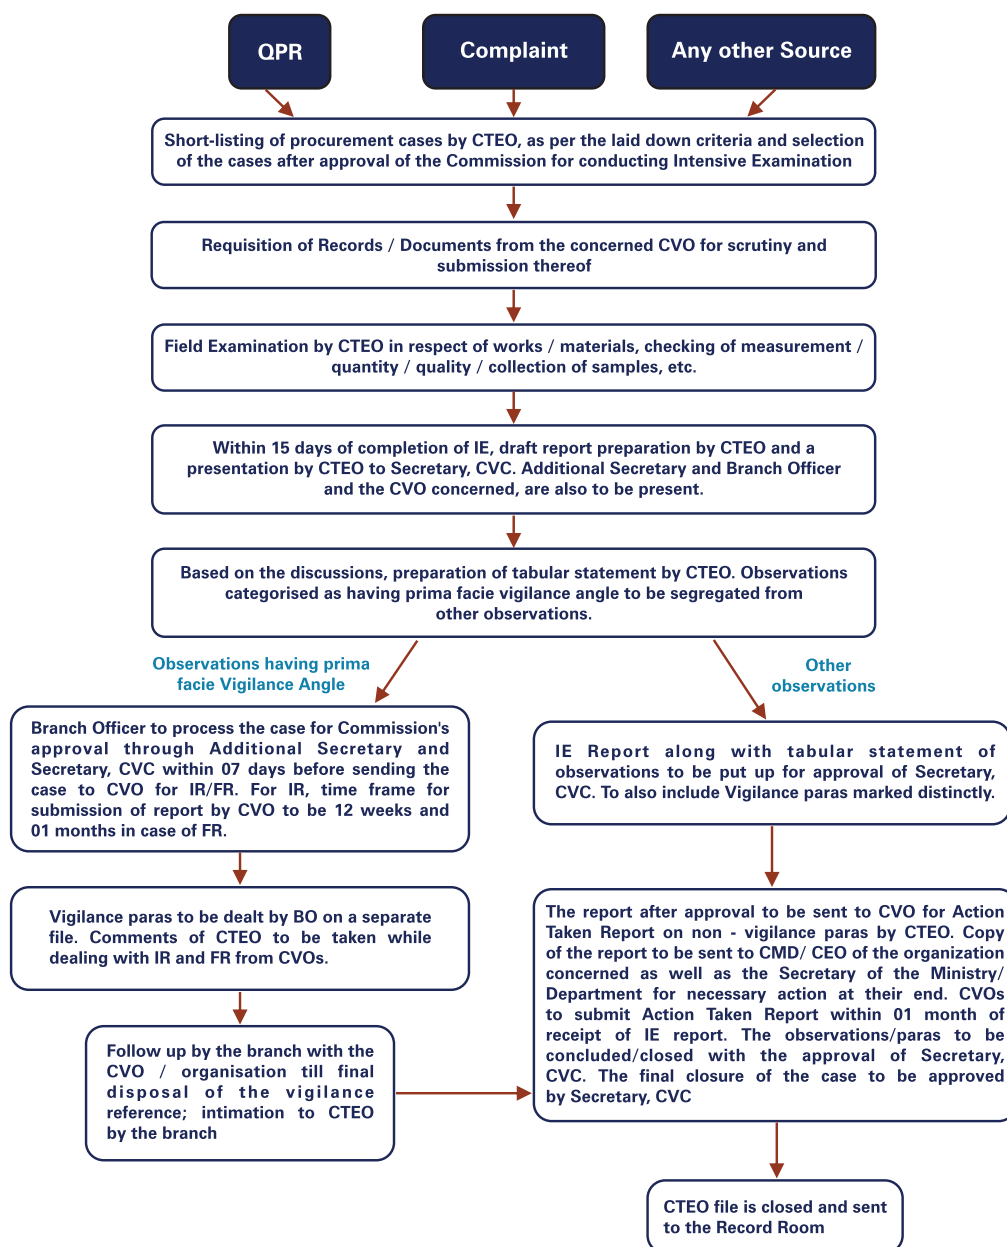 QPR
Complaint
Any other Source
Short-listing of procurement cases by CTEO, as per the laid down criteria and selection
of the cases after approval of the Commission for conducting Intensive Examination
Requisition of Records / Documents from the concerned CVO for scrutiny and
submission thereof
Field Examination by CTEO in respect of works / materials, checking of measurement /
quantity / quality / collection of samples, etc.
Within 15 days of completion of IE, draft report preparation by CTEO and a
presentation by CTEO to Secretary, CVC. Additional Secretary and Branch Officer
and the CVO concerned, are also to be present.
Based on the discussions, preparation of tabular statement by CTEO. Observations
categorised as having prima facie vigilance angle to be segregated from
other observations.
Observations having prima
facie Vigilance Angle
Other
observations
Branch Officer to process the case for Commission's
approval through Additional Secretary and
Secretary, CVC within 07 days before sending the
case to CVO for IR/FR. For IR, time frame for
submission of report by CVO to be 12 weeks and
01 months in case of FR.
IE Report along with tabular statement of
observations to be put up for approval of Secretary,
CVC. To also include Vigilance paras marked distinctly.
Vigilance paras to be dealt by BO on a separate
file. Comments of CTEO to be taken while
dealing with IR and FR from CVOs.
The report after approval to be sent to CVO for Action
Taken Report on non - vigilance paras by CTEO. Copy
of the report to be sent to CMD/ CEO of the organization
concerned as well as the Secretary of the Ministry/
Department for necessary action at their end. CVOs
to submit Action Taken Report within 01 month of
receipt of IE report. The observations/paras to be
concluded/closed with the approval of Secretary,
CVC. The final closure of the case to be approved
by Secretary, CVC
Follow up by the branch with the
CVO / organisation till final
disposal of the vigilance
reference; intimation to CTEO
by the branch
CTEO file is closed and sent
to the Record Room